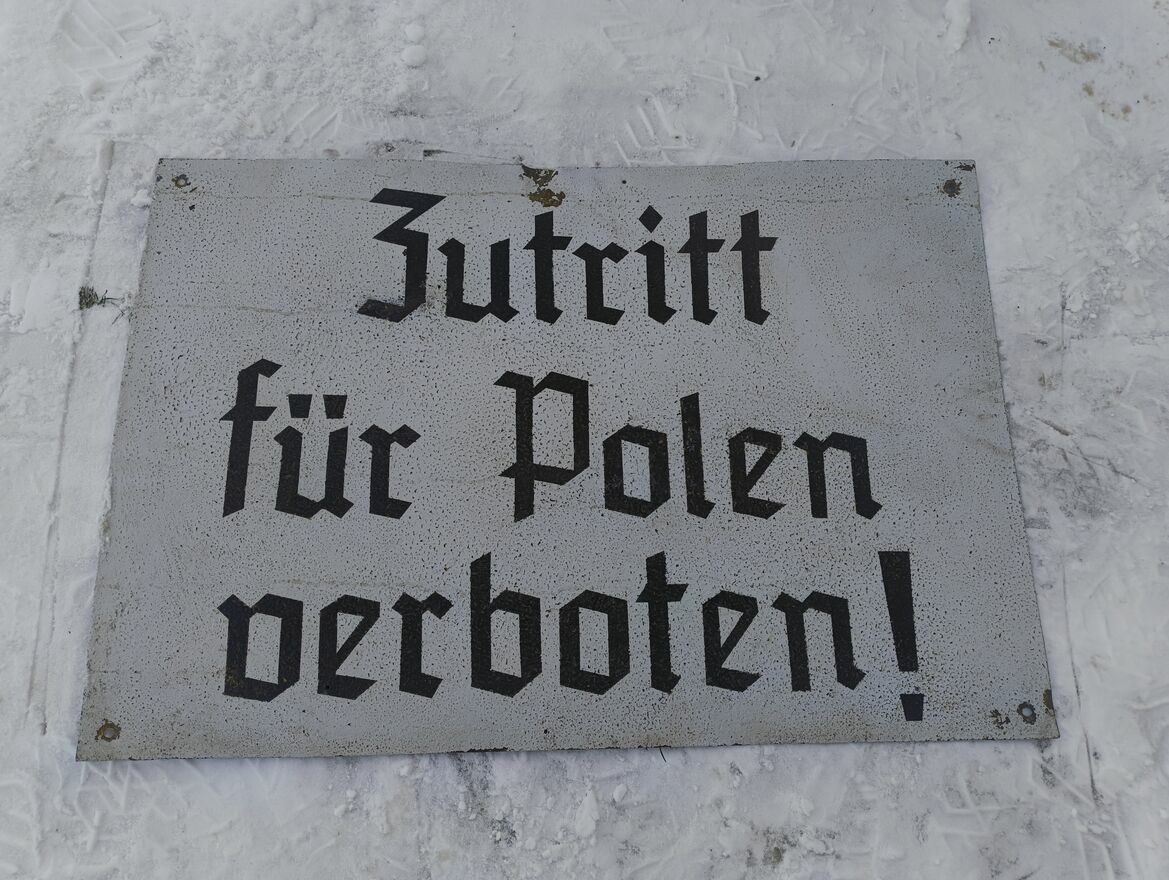 Zutritt
für Polen
verboten!